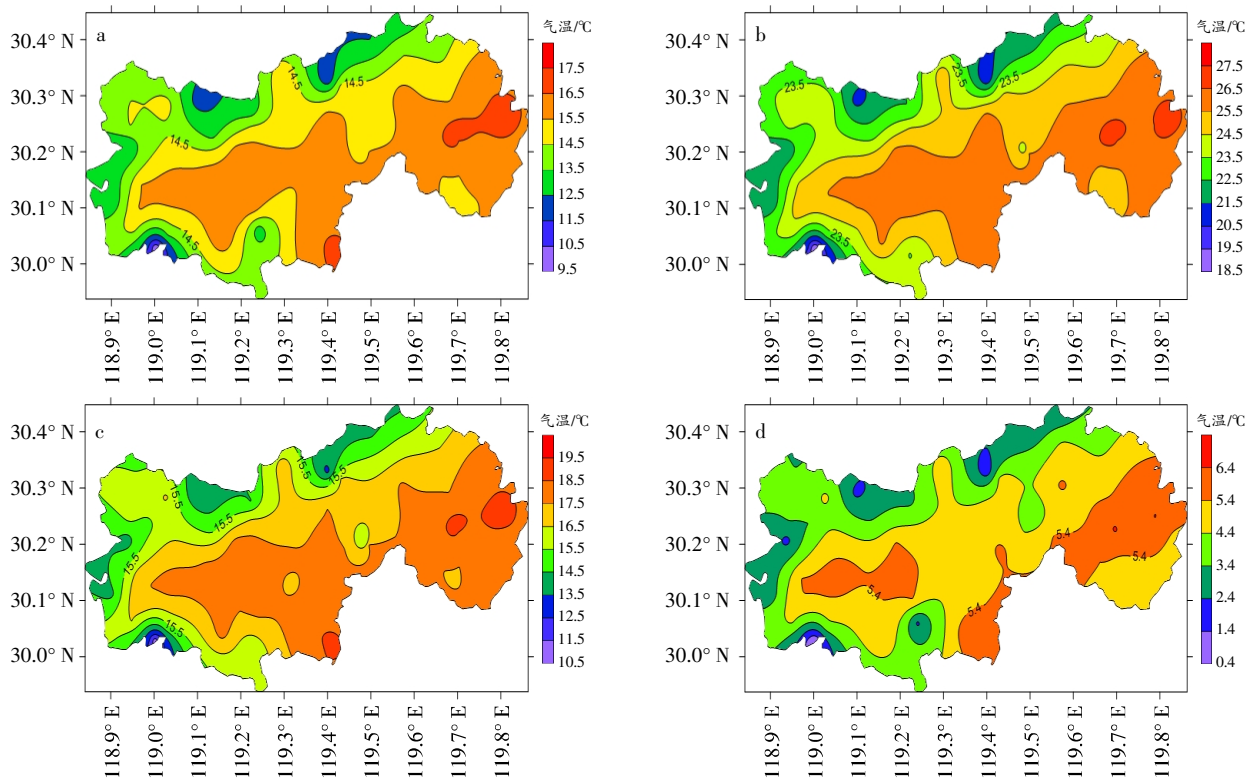 a
气温/℃
30.4° N
30.3° N
30.2° N
30.1° N
30.0° N
14.5
14.5
14.5
14.5
17.5
16.5
15.5
14.5
13.5
12.5
11.5
10.5
9.5
118.9° E
119.0° E
119.1° E
119.2° E
119.3° E
119.4° E
119.5° E
119.6° E
119.7° E
119.8° E
b
气温/℃
30.4° N
30.3° N
30.2° N
30.1° N
30.0° N
23.5
23.5
23.5
23.5
27.5
26.5
25.5
24.5
23.5
22.5
21.5
20.5
19.5
18.5
118.9° E
119.0° E
119.1° E
119.2° E
119.3° E
119.4° E
119.5° E
119.6° E
119.7° E
119.8° E
c
气温/℃
30.4° N
30.3° N
30.2° N
30.1° N
30.0° N
15.5
15.5
15.5
15.5
15.5
15.5
19.5
18.5
17.5
16.5
15.5
14.5
13.5
12.5
11.5
10.5
118.9° E
119.0° E
119.1° E
119.2° E
119.3° E
119.4° E
119.5° E
119.6° E
119.7° E
119.8° E
d
气温/℃
30.4° N
30.3° N
30.2° N
30.1° N
30.0° N
5.4
5.4
5.4
5.4
6.4
5.4
4.4
3.4
2.4
1.4
0.4
118.9° E
119.0° E
119.1° E
119.2° E
119.3° E
119.4° E
119.5° E
119.6° E
119.7° E
119.8° E